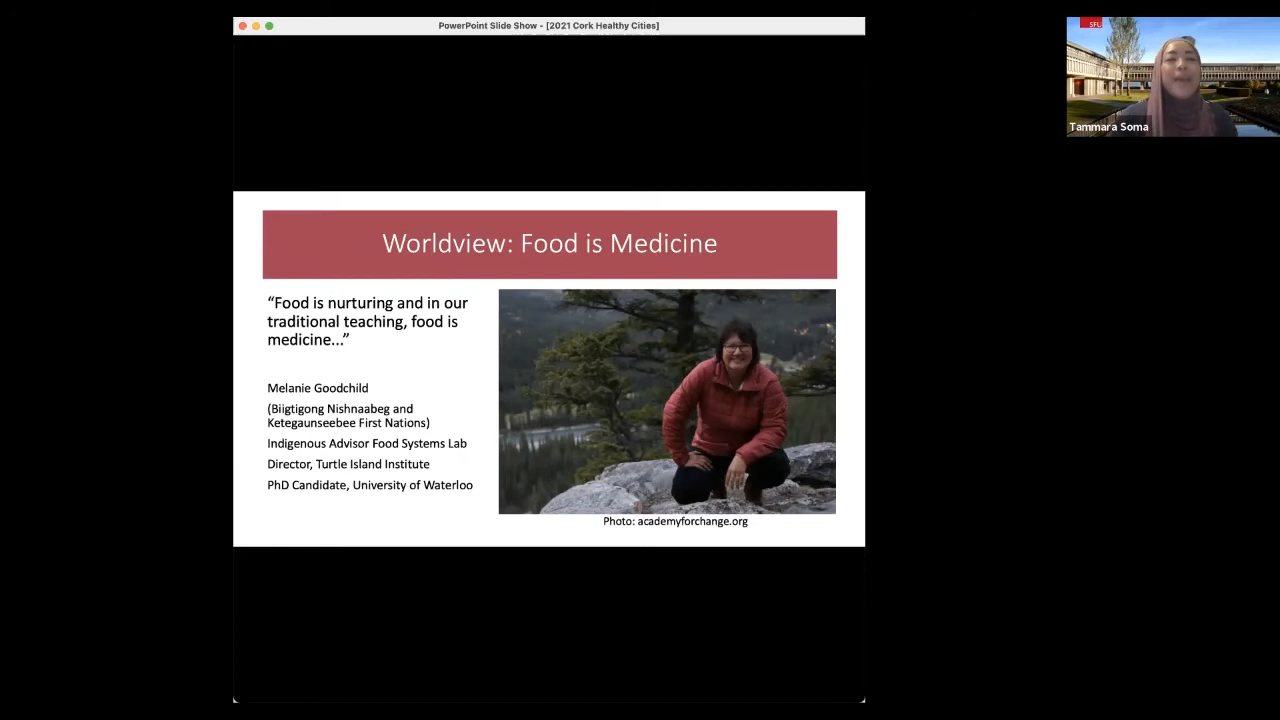 PowerPoint Slide Show - [2021 Cork Healthy Cities]
SFU
Tammara Soma
Worldview: Food is Medicine
“Food is nurturing and in our
traditional teaching, food is
medicine...”
Melanie Goodchild
(Biigtigong Nishnaabeg and
Ketegaunseebee First Nations)
Indigenous Advisor Food Systems Lab
Director, Turtle Island Institute
PhD Candidate, University of Waterloo
Photo: academyforchange.org